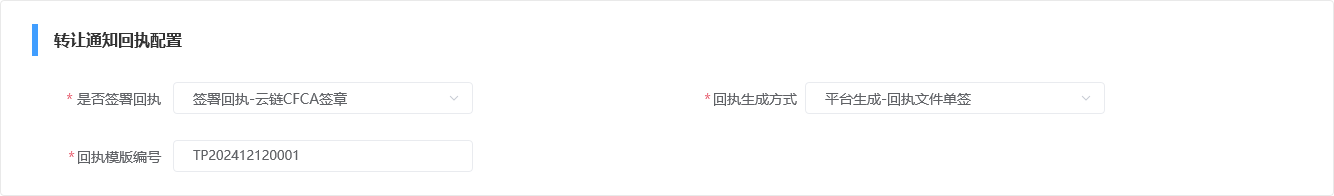 转让通知回执配置
* 是否签署回执 签署回执-云链CFCA签章 * 回执生成方式 平台生成-回执文件单签
* 回执模版编号 TP202412120001